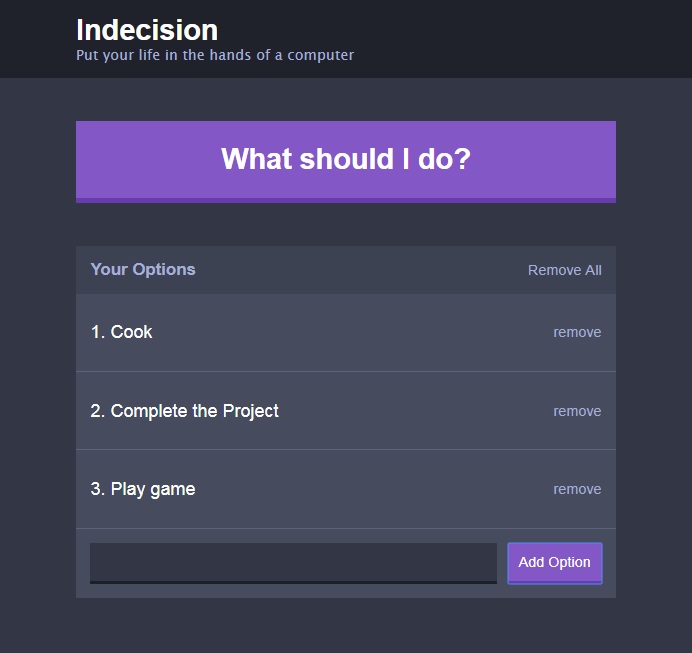 Indecision
Put your life in the hands of a computer
What should I do?
Your Options
Remove All
1. Cook
remove
2. Complete the Project
remove
3. Play game
remove
Add Option